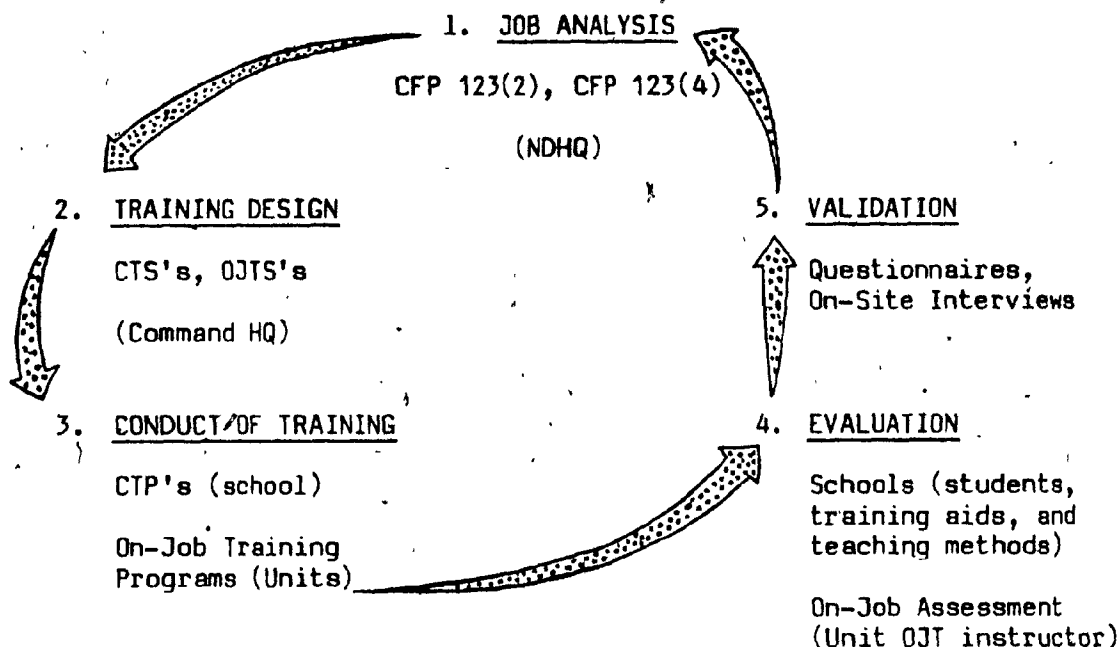 1. JOB ANALYSIS
CFP 123(2), CFP 123(4)
(NDHQ)
2. TRAINING DESIGN
CTS's, OJTS's
(Command HQ)
3. CONDUCT/OF TRAINING
CTP's (school)
On-Job Training
Programs (Units)
4. EVALUATION
Schools (students,
training aids, and
teaching methods)
On-Job Assessment
(Unit OJT instructor)
5. VALIDATION
Questionnaires,
On-Site Interviews